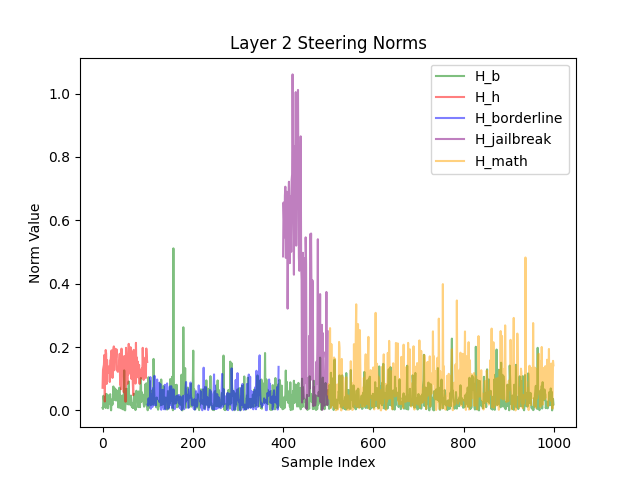 Layer 2 Steering Norms
Norm Value
1.0
0.8
0.6
0.4
0.2
0.0
H_b
H_h
H_borderline
H_jailbreak
H_math
0
200
400
600
800
1000
Sample Index